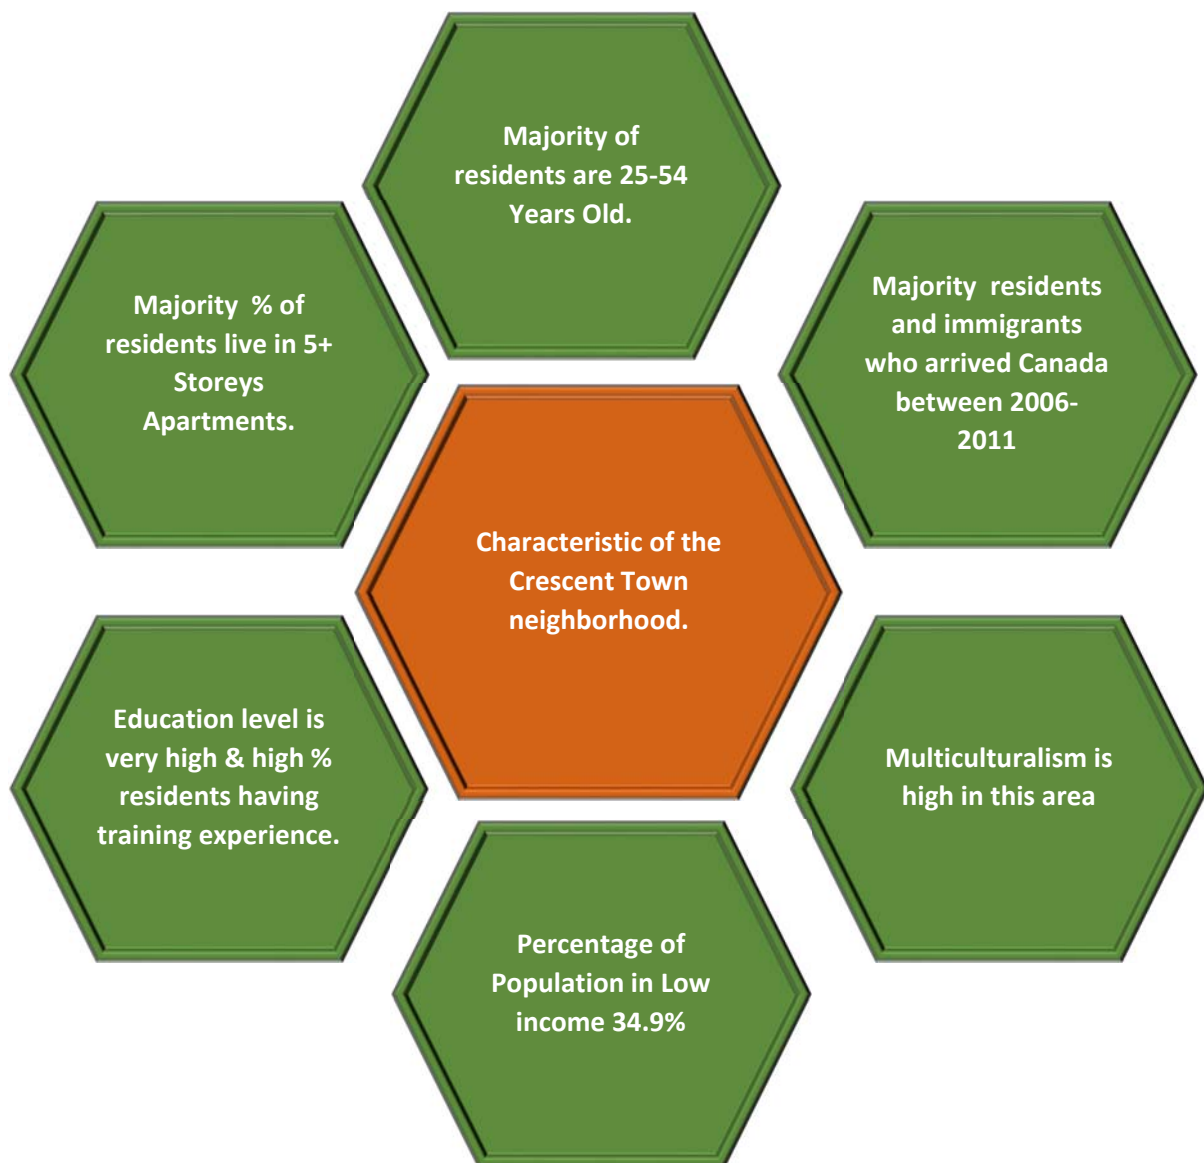 Majority of
residents are 25-54
Years Old.
Majority % of
residents live in 5+
Storeys
Apartments.
Majority residents
and immigrants
who arrived Canada
between 2006-
2011
Characteristic of the
Crescent Town
neighborhood.
Education level is
very high & high %
residents having
training experience.
Multiculturalism is
high in this area
Percentage of
Population in Low
income 34.9%